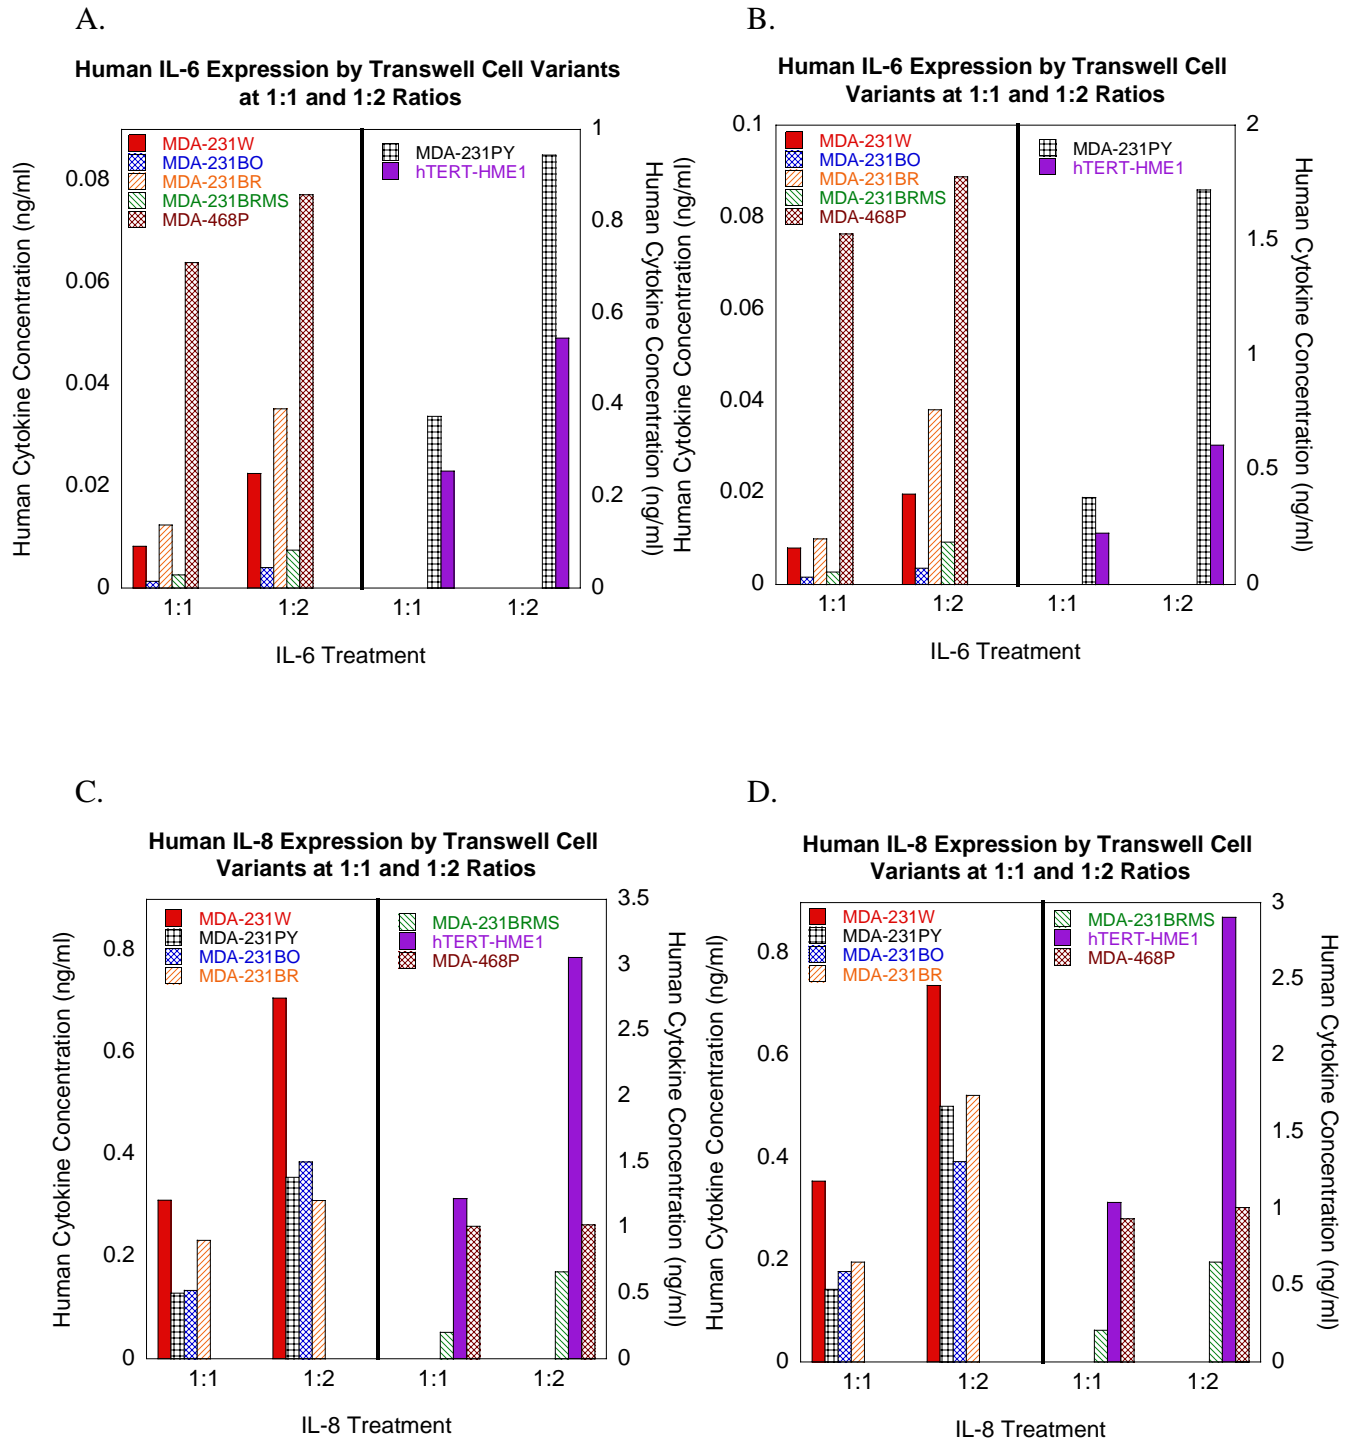 A.
Human IL-6 Expression by Transwell Cell Variants
at 1:1 and 1:2 Ratios
Human Cytokine Concentration (ng/ml)
0.08
0.06
0.04
0.02
0
MDA-231W
MDA-231BO
MDA-231BR
MDA-231BRMS
MDA-468P
MDA-231PY
hTERT-HME1
1
0.8
0.6
0.4
0.2
0
Human Cytokine Concentration (ng/ml)
1:1
1:2
1:1
1:2
IL-6 Treatment
B.
Human IL-6 Expression by Transwell Cell
Variants at 1:1 and 1:2 Ratios
Human Cytokine Concentration (ng/ml)
0.1
0.08
0.06
0.04
0.02
0
MDA-231W
MDA-231BO
MDA-231BR
MDA-231BRMS
MDA-468P
MDA-231PY
hTERT-HME1
2
1.5
1
0.5
0
Human Cytokine Concentration (ng/ml)
1:1
1:2
1:1
1:2
IL-6 Treatment
C.
Human IL-8 Expression by Transwell Cell
Variants at 1:1 and 1:2 Ratios
Human Cytokine Concentration (ng/ml)
0.8
0.6
0.4
0.2
0
MDA-231W
MDA-231PY
MDA-231BO
MDA-231BR
MDA-231BRMS
hTERT-HME1
MDA-468P
3.5
3
2.5
2
1.5
1
0.5
0
Human Cytokine Concentration (ng/ml)
1:1
1:2
1:1
1:2
IL-8 Treatment
D.
Human IL-8 Expression by Transwell Cell
Variants at 1:1 and 1:2 Ratios
Human Cytokine Concentration (ng/ml)
0.8
0.6
0.4
0.2
0
MDA-231W
MDA-231PY
MDA-231BO
MDA-231BR
MDA-231BRMS
hTERT-HME1
MDA-468P
3
2.5
2
1.5
1
0.5
0
Human Cytokine Concentration (ng/ml)
1:1
1:2
1:1
1:2
IL-8 Treatment